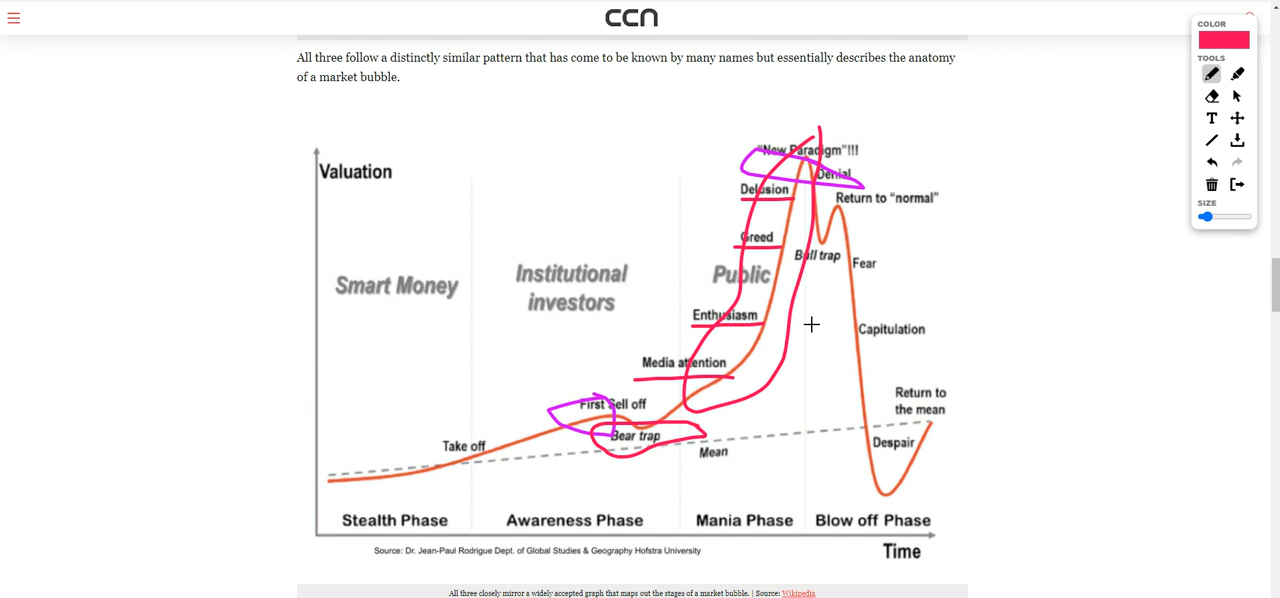 ccn
COLOR
TOOLS
T
SIZE
All three follow a distinctly similar pattern that has come to be known by many names but essentially describes the anatomy
of a market bubble.
Valuation
"New Paradigm"!!!
Denial
Delusion
Return to "normal"
Greed
Bull trap
Fear
Smart Money
Institutional
investors
Public
Enthusiasm
Capitulation
Media attention
First Sell off
Return to
the mean
Bear trap
Take off
Mean
Despair
Stealth Phase
Awareness Phase
Mania Phase
Blow off Phase
Source: Dr. Jean-Paul Rodrigue Dept. of Global Studies & Geography Hofstra University
Time
All three closely mirror a widely accepted graph that maps out the stages of a market bubble. | Source: Wikipedia